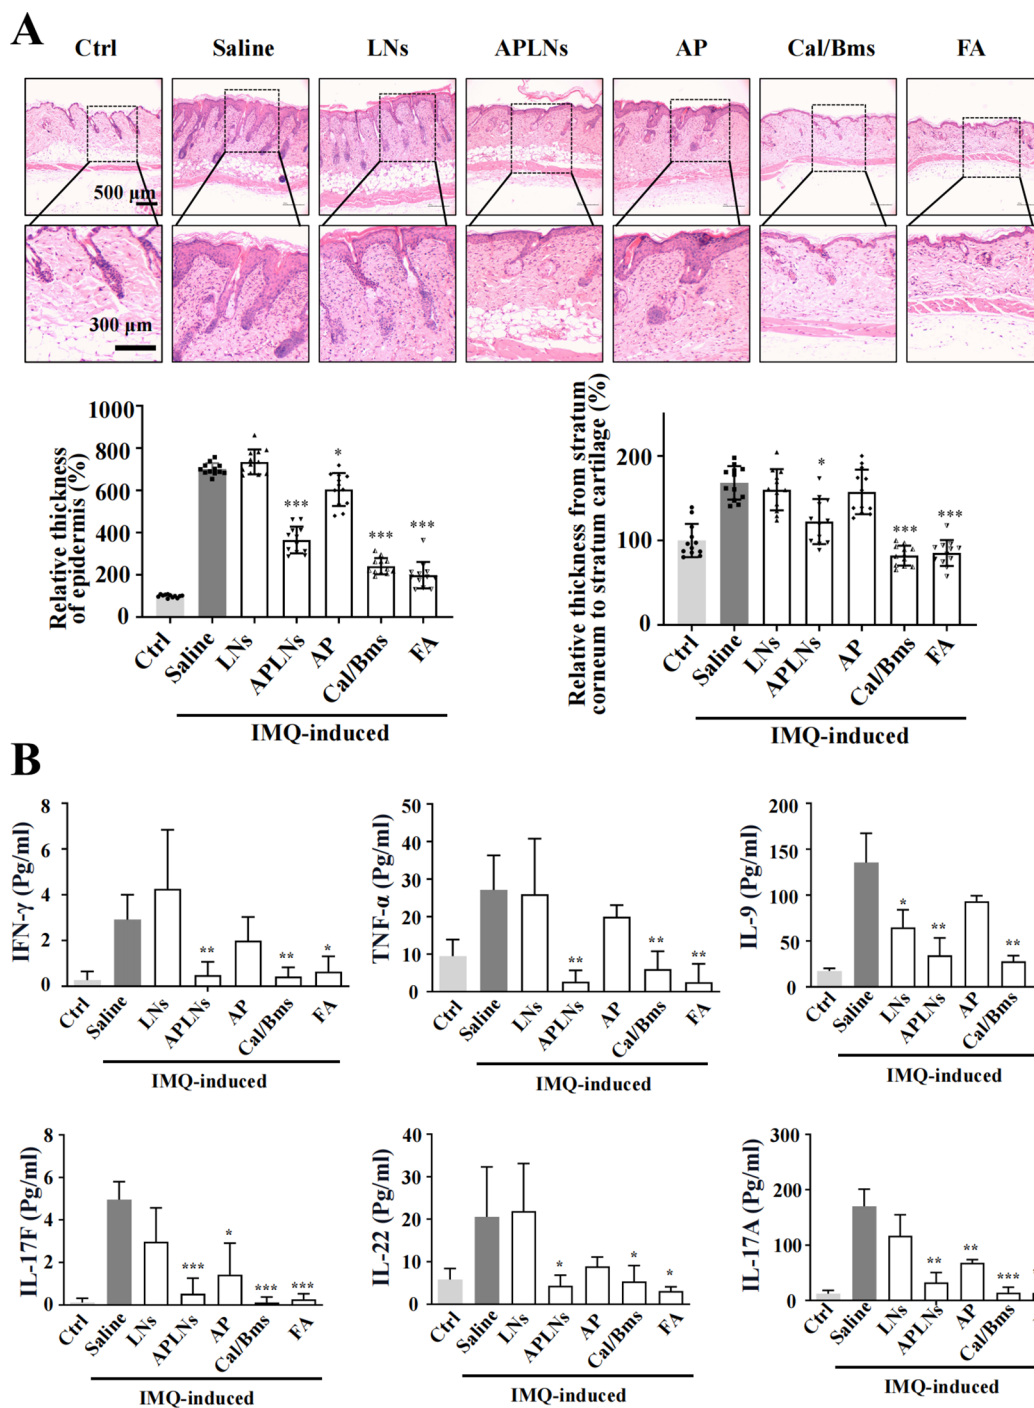 A
Ctrl Saline LNs APLNs AP Cal/Bms FA
500 μm
300 μm
Relative thickness
of epidermis (%)
1000
800
600
400
200
0
*
***
***
***
Ctrl Saline LNs APLNs AP Cal/Bms FA
IMQ-induced
Relative thickness from stratum
corneum to stratum cartilage (%)
200
100
0
*
***
***
Ctrl Saline LNs APLNs AP Cal/Bms FA
IMQ-induced
B
IFN-γ (Pg/ml)
8
6
4
2
0
**
**
*
Ctrl Saline LNs APLNs AP Cal/Bms FA
IMQ-induced
TNF-α (Pg/ml)
50
40
30
20
10
0
**
**
**
Ctrl Saline LNs APLNs AP Cal/Bms FA
IMQ-induced
IL-9 (Pg/ml)
200
150
100
50
0
*
**
**
Ctrl Saline LNs APLNs AP Cal/Bms
IMQ-induced
IL-17F (Pg/ml)
8
6
4
2
0
***
*
***
***
Ctrl Saline LNs APLNs AP Cal/Bms FA
IMQ-induced
IL-22 (Pg/ml)
40
30
20
10
0
*
*
*
Ctrl Saline LNs APLNs AP Cal/Bms FA
IMQ-induced
IL-17A (Pg/ml)
300
200
100
0
**
**
***
Ctrl Saline LNs APLNs AP Cal/Bms
IMQ-induced